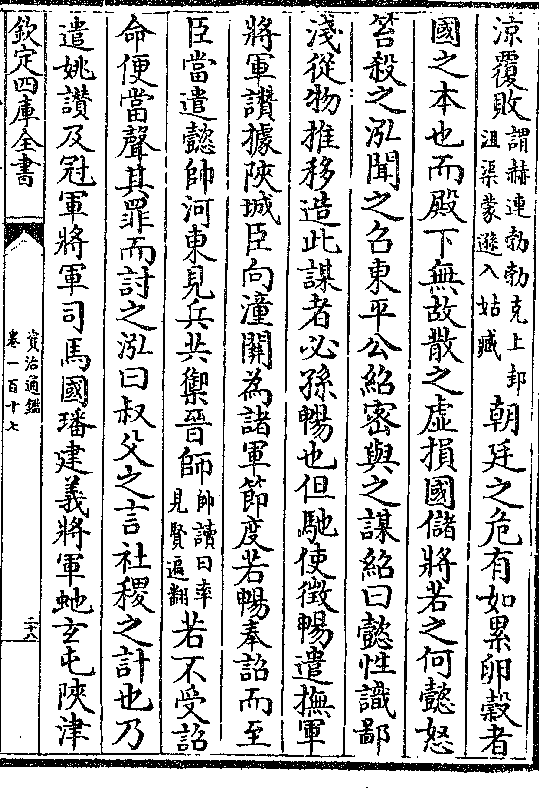 涼覆敗謂赫連勃勃克上邽
沮渠蒙遜入姑臧朝廷之危有如累卵穀者
國之本也而殿下無故散之虛損國儲將若之何懿怒
笞殺之泓聞之召東平公紹密與之謀紹曰懿性識鄙
淺從物推移造此謀者必孫暢也但馳使徵暢遣撫軍
將軍讚據陝城臣向潼關為諸軍節度若暢奉詔而至
臣當遣懿帥河東見兵共禦晉師帥讀曰率
見賢遍翻若不受詔
命便當聲其罪而討之泓曰叔父之言社稷之計也乃
遣姚讚及冠軍將軍司馬國璠建義將軍虵玄屯陝津
欽定四庫全書
資治通鑑
卷一百十七
二十八